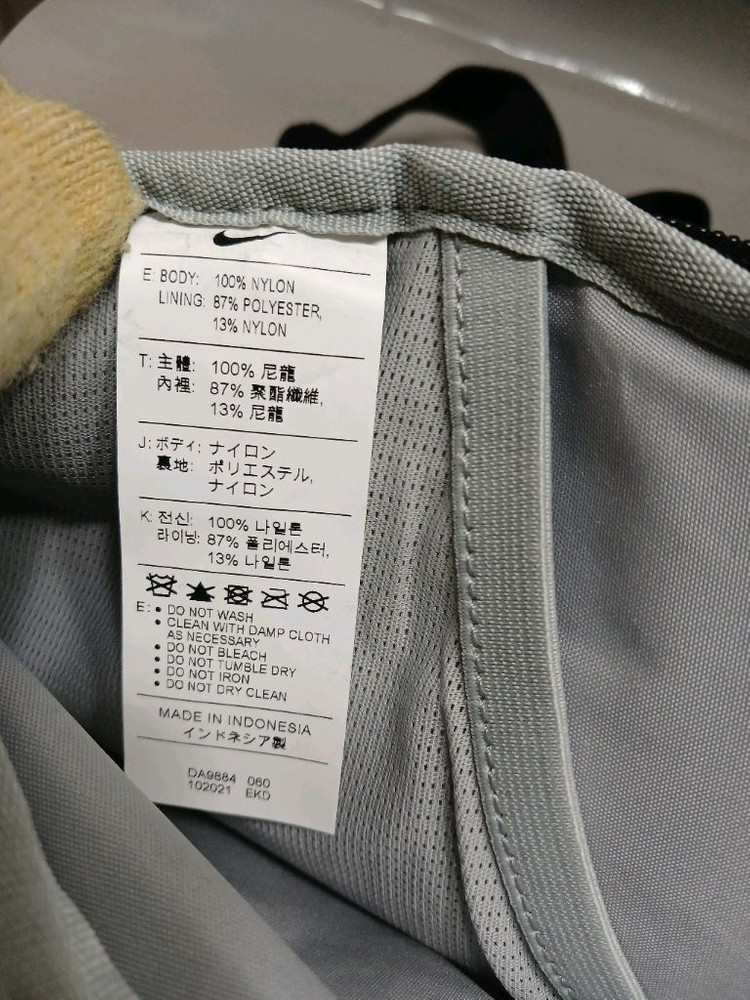 E: BODY: 100% NYLON
LINING: 87% POLYESTER,
13% NYLON
T: 主體: 100% 尼龍
內裡: 87% 聚酯纖維,
13% 尼龍
J: ボディ: ナイロン
裏地: ポリエステル,
ナイロン
K: 전신: 100% 나일론
라이닝: 87% 폴리에스터,
13% 나일론
E: • DO NOT WASH
• CLEAN WITH DAMP CLOTH
AS NECESSARY
• DO NOT BLEACH
• DO NOT TUMBLE DRY
• DO NOT IRON
• DO NOT DRY CLEAN
MADE IN INDONESIA
インドネシア製
DA9884 060
102021 EKD